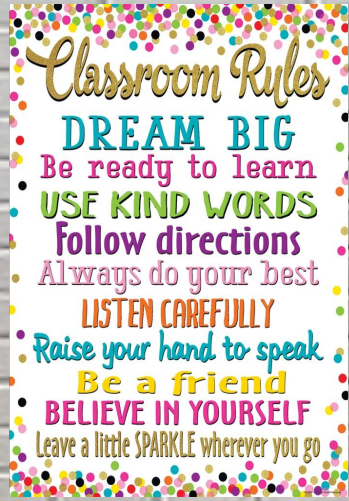 Classroom Rules
DREAM BIG
Be ready to learn
USE KIND WORDS
Follow directions
Always do your best
LISTEN CAREFULLY
Raise your hand to speak
Be a friend
BELIEVE IN YOURSELF
Leave a little SPARKLE wherever you go